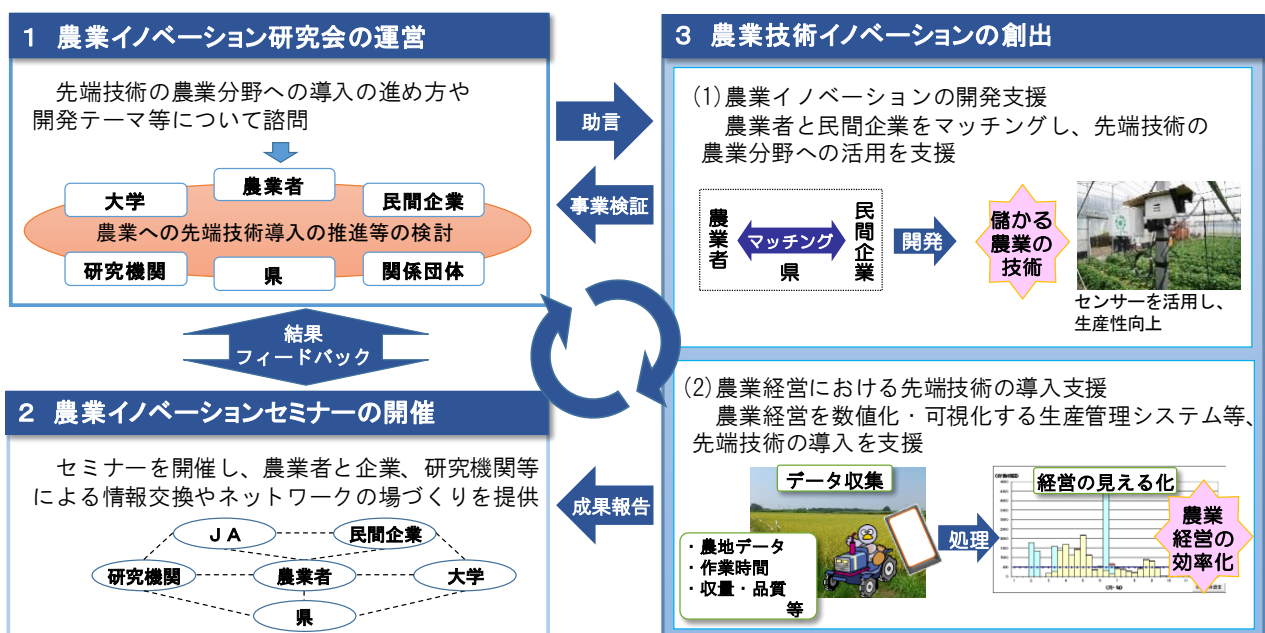 1 農業イノベーション研究会の運営
先端技術の農業分野への導入の進め方や
開発テーマ等について諮問
農業者
大学
民間企業
農業への先端技術導入の推進等の検討
研究機関
県
関係団体
結果
フィードバック
2 農業イノベーションセミナーの開催
セミナーを開催し、農業者と企業、研究機関等
による情報交換やネットワークの場づくりを提供
JA
民間企業
研究機関
農業者
大学
県
助言
事業検証
成果報告
3 農業技術イノベーションの創出
(1)農業イノベーションの開発支援
農業者と民間企業をマッチングし、先端技術の
農業分野への活用を支援
農業者
マッチング
県
民間企業
開発
儲かる
農業の
技術
センサーを活用し、
生産性向上
(2)農業経営における先端技術の導入支援
農業経営を数値化・可視化する生産管理システム等、
先端技術の導入を支援
データ収集
・農地データ
・作業時間
・収量・品質
等
処理
経営の見える化
農業
経営の
効率化